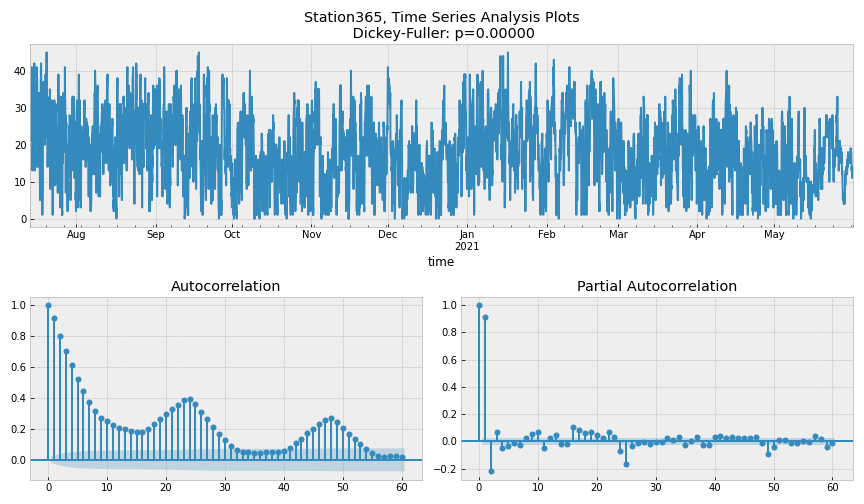 Station365, Time Series Analysis Plots
Dickey-Fuller: p=0.00000
40
30
20
10
0
Aug Sep Oct Nov Dec Jan Feb Mar Apr May
2021
time
Autocorrelation Partial Autocorrelation
1.0 1.0
0.8 0.8
0.6 0.6
0.4 0.4
0.2 0.2
0.0 0.0
−0.2
0 10 20 30 40 50 60 0 10 20 30 40 50 60